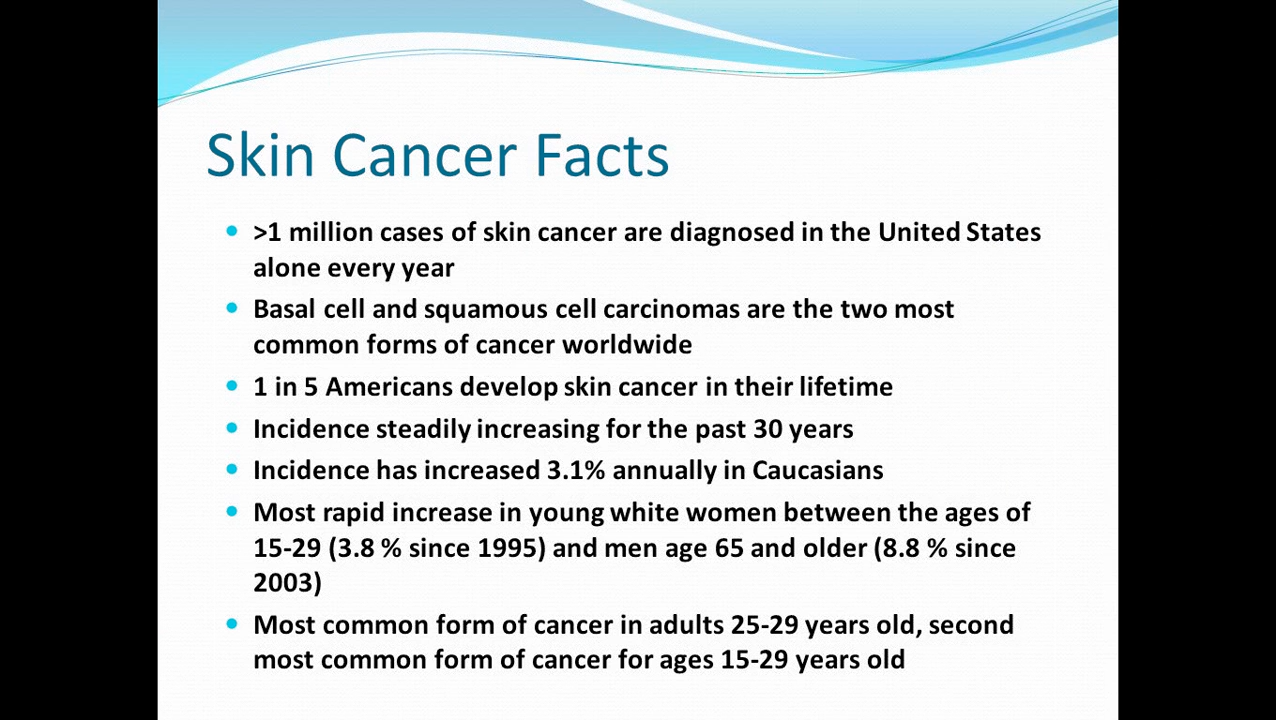 Skin Cancer Facts
>1 million cases of skin cancer are diagnosed in the United States
alone every year
Basal cell and squamous cell carcinomas are the two most
common forms of cancer worldwide
1 in 5 Americans develop skin cancer in their lifetime
Incidence steadily increasing for the past 30 years
Incidence has increased 3.1% annually in Caucasians
Most rapid increase in young white women between the ages of
15-29 (3.8 % since 1995) and men age 65 and older (8.8 % since
2003)
Most common form of cancer in adults 25-29 years old, second
most common form of cancer for ages 15-29 years old